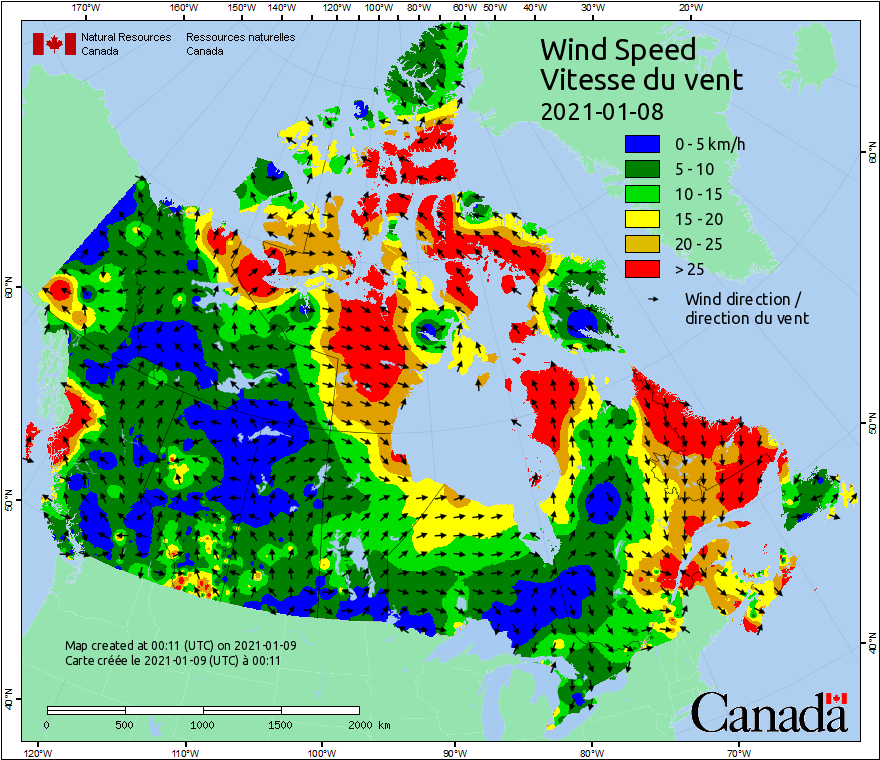 170°W 160°W 150°W 140°W 120°W 100°W 80°W 60°W 50°W 40°W 30°W 20°W
Natural Resources Canada
Ressources naturelles Canada
Wind Speed
Vitesse du vent
2021-01-08
0 - 5 km/h
5 - 10
10 - 15
15 - 20
20 - 25
> 25
Wind direction /
direction du vent
60°N
50°N
40°N
60°N
50°N
40°N
Map created at 00:11 (UTC) on 2021-01-09
Carte créée le 2021-01-09 (UTC) à 00:11
0 500 1000 1500 2000 km
Canada
120°W 110°W 100°W 90°W 80°W 70°W